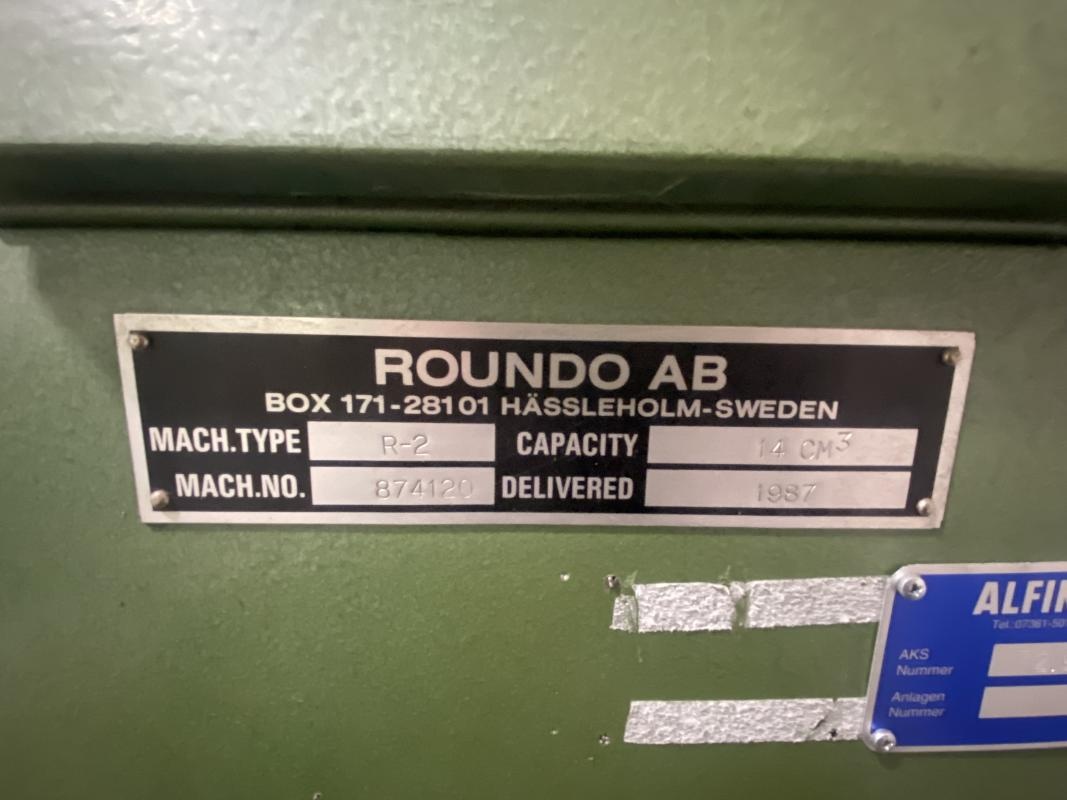 ROUNDO AB
BOX 171-28101 HÄSSLEHOLM-SWEDEN
MACH.TYPE R-2 CAPACITY 14 CM³
MACH.NO. 874120 DELIVERED 1987
ALFI
AKS
Nummer
Anlagen
Nummer